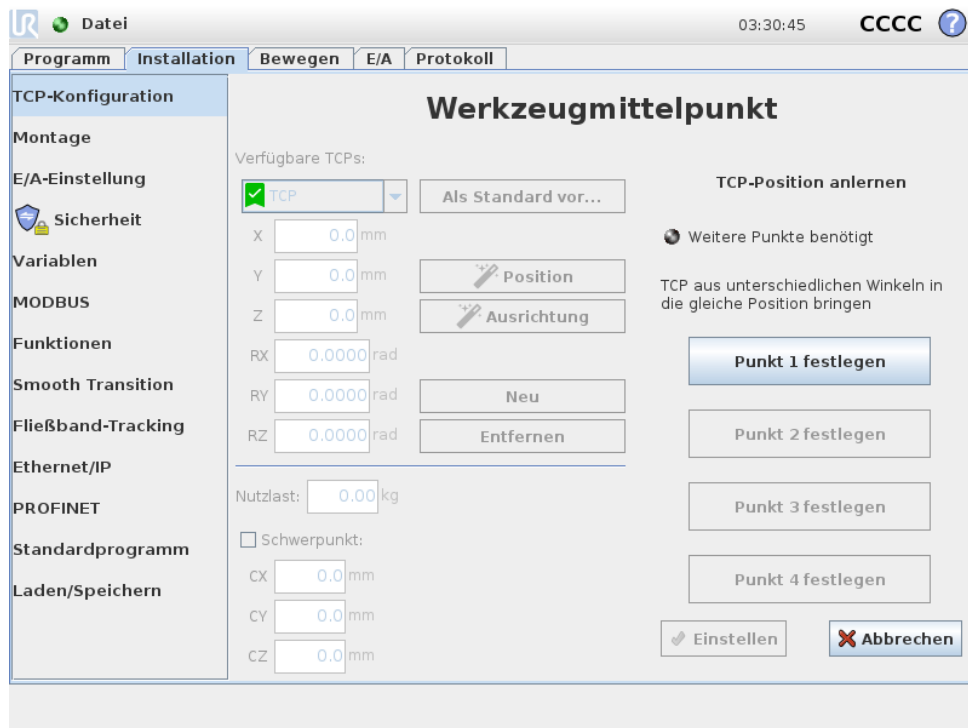 UR Datei 03:30:45 CCCC ?
Programm Installation Bewegen E/A Protokoll
TCP-Konfiguration
Montage
E/A-Einstellung
Sicherheit
Variablen
MODBUS
Funktionen
Smooth Transition
Fließband-Tracking
Ethernet/IP
PROFINET
Standardprogramm
Laden/Speichern
Werkzeugmittelpunkt
Verfügbare TCPs:
TCP Als Standard vor...
X 0.0 mm
Y 0.0 mm Position
Z 0.0 mm Ausrichtung
RX 0.0000 rad
RY 0.0000 rad Neu
RZ 0.0000 rad Entfernen
Nutzlast: 0.00 kg
Schwerpunkt:
CX 0.0 mm
CY 0.0 mm
CZ 0.0 mm
TCP-Position anlernen
Weitere Punkte benötigt
TCP aus unterschiedlichen Winkeln in
die gleiche Position bringen
Punkt 1 festlegen
Punkt 2 festlegen
Punkt 3 festlegen
Punkt 4 festlegen
Einstellen Abbrechen